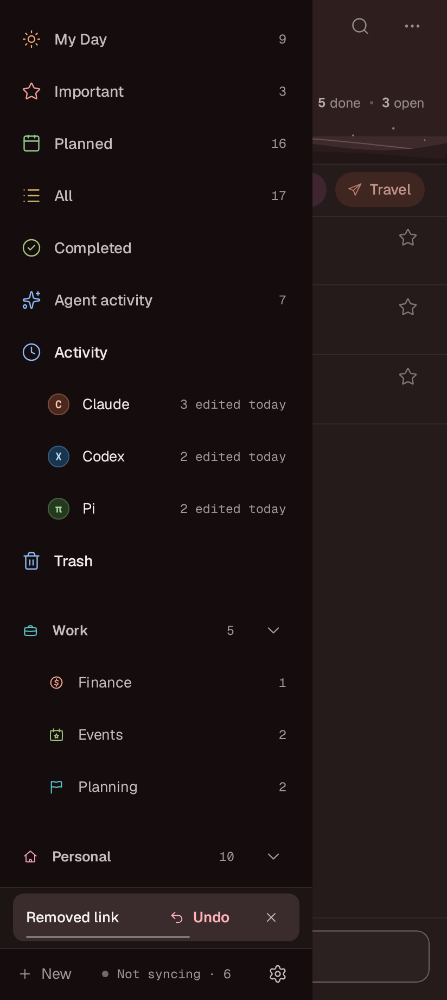 My Day 9
Important 3
5 done • 3 open
Planned 16
All 17
Travel
Completed
Agent activity 7
Activity
C Claude 3 edited today
X Codex 2 edited today
π Pi 2 edited today
Trash
Work 5
Finance 1
Events 2
Planning 2
Personal 10
Removed link Undo
New Not syncing · 6